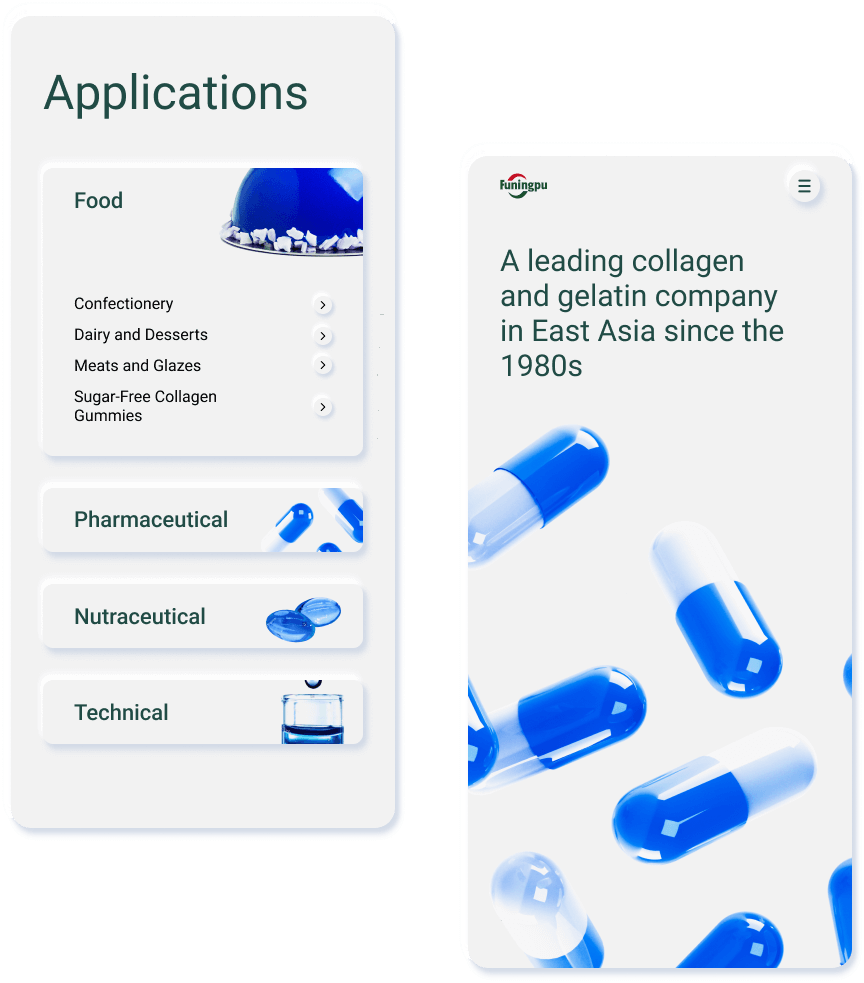 Applications
Food
Confectionery
Dairy and Desserts
Meats and Glazes
Sugar-Free Collagen
Gummies
Pharmaceutical
Nutraceutical
Technical
Funingpu
A leading collagen
and gelatin company
in East Asia since the
1980s